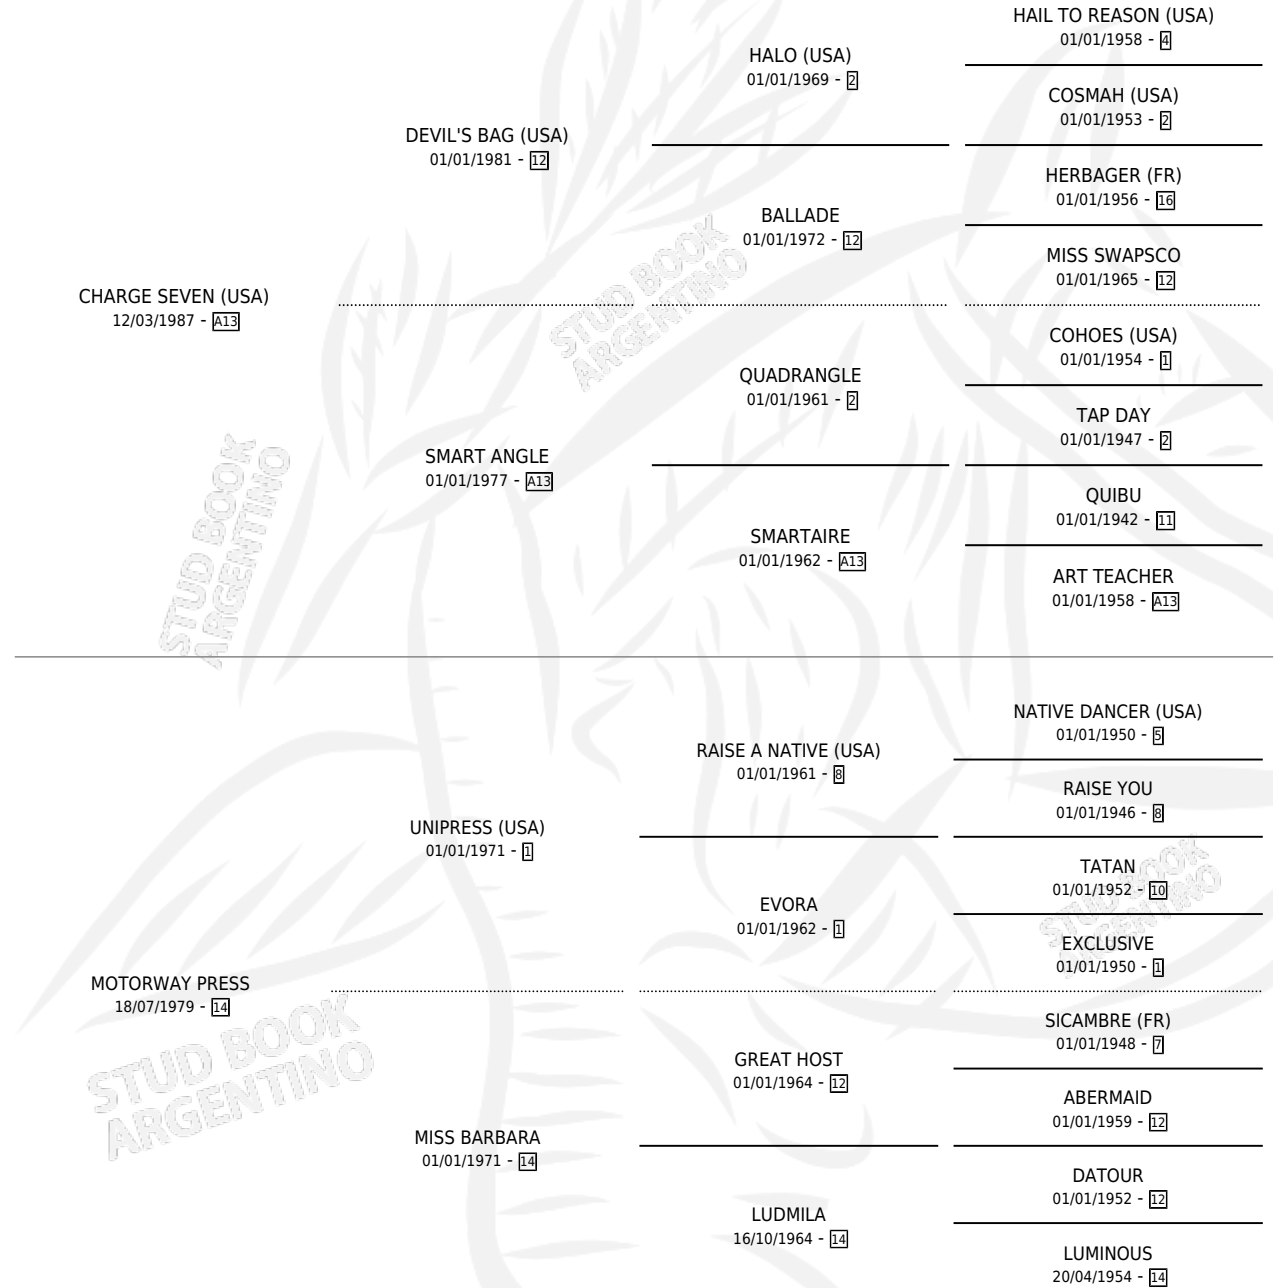 HAIL TO REASON (USA)
01/01/1958 - 4
HALO (USA)
01/01/1969 - 2
COSMAH (USA)
01/01/1953 - 2
DEVIL'S BAG (USA)
01/01/1981 - 12
HERBAGER (FR)
01/01/1956 - 16
BALLADE
01/01/1972 - 12
MISS SWAPSCO
01/01/1965 - 12
CHARGE SEVEN (USA)
12/03/1987 - A13
COHOES (USA)
01/01/1954 - 1
QUADRANGLE
01/01/1961 - 2
TAP DAY
01/01/1947 - 2
SMART ANGLE
01/01/1977 - A13
QUIBU
01/01/1942 - 11
SMARTAIRE
01/01/1962 - A13
ART TEACHER
01/01/1958 - A13
NATIVE DANCER (USA)
01/01/1950 - 5
RAISE A NATIVE (USA)
01/01/1961 - 8
RAISE YOU
01/01/1946 - 8
UNIPRESS (USA)
01/01/1971 - 1
TATAN
01/01/1952 - 10
EVORA
01/01/1962 - 1
EXCLUSIVE
01/01/1950 - 1
MOTORWAY PRESS
18/07/1979 - 14
SICAMBRE (FR)
01/01/1948 - 7
GREAT HOST
01/01/1964 - 12
ABERMAID
01/01/1959 - 12
MISS BARBARA
01/01/1971 - 14
DATOUR
01/01/1952 - 12
LUDMILA
16/10/1964 - 14
LUMINOUS
20/04/1954 - 14
STUD BOOK
ARGENTINO
STUD BOOK
ARGENTINO
STUD BOOK
ARGENTINO
STUD BOOK
ARGENTINO